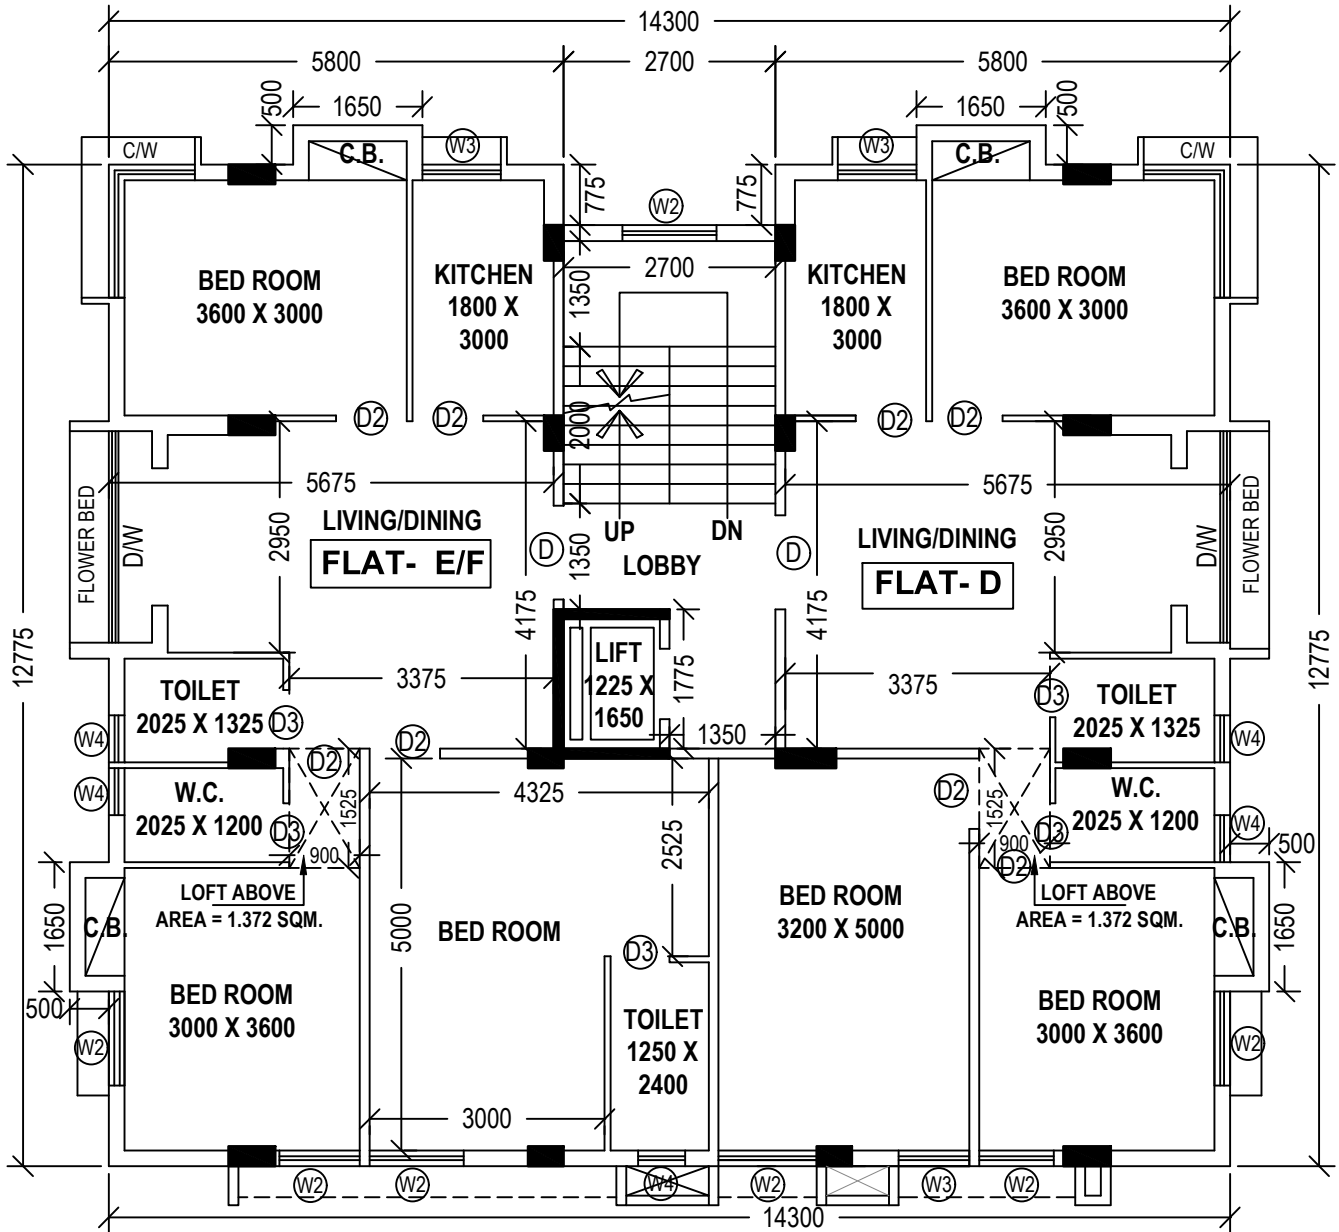 14300
5800
2700
5800
500
1650
1650
500
C/W
C.B.
W3
W3
C.B.
C/W
775
W2
775
2700
BED ROOM
3600 X 3000
KITCHEN
1800 X
3000
1350
KITCHEN
1800 X
3000
BED ROOM
3600 X 3000
D2
D2
2000
D2
D2
5675
5675
FLOWER BED
D/W
2950
LIVING/DINING
FLAT- E/F
D
1350
UP
DN
LOBBY
D
LIVING/DINING
FLAT- D
2950
D/W
FLOWER BED
12775
4175
4175
12775
TOILET
2025 X 1325
3375
LIFT
1225 X
1650
1775
3375
TOILET
2025 X 1325
W4
D3
D2
D2
1350
D3
W4
W4
W.C.
2025 X 1200
D3
1525
900
4325
2525
D2
1525
900
D3
D2
W.C.
2025 X 1200
W4
500
LOFT ABOVE
AREA = 1.372 SQM.
LOFT ABOVE
AREA = 1.372 SQM.
1650
C.B.
5000
BED ROOM
BED ROOM
3200 X 5000
C.B.
1650
D3
500
BED ROOM
3000 X 3600
BED ROOM
3000 X 3600
W2
TOILET
1250 X
2400
W2
3000
W2
W2
W4
W2
W3
W2
14300